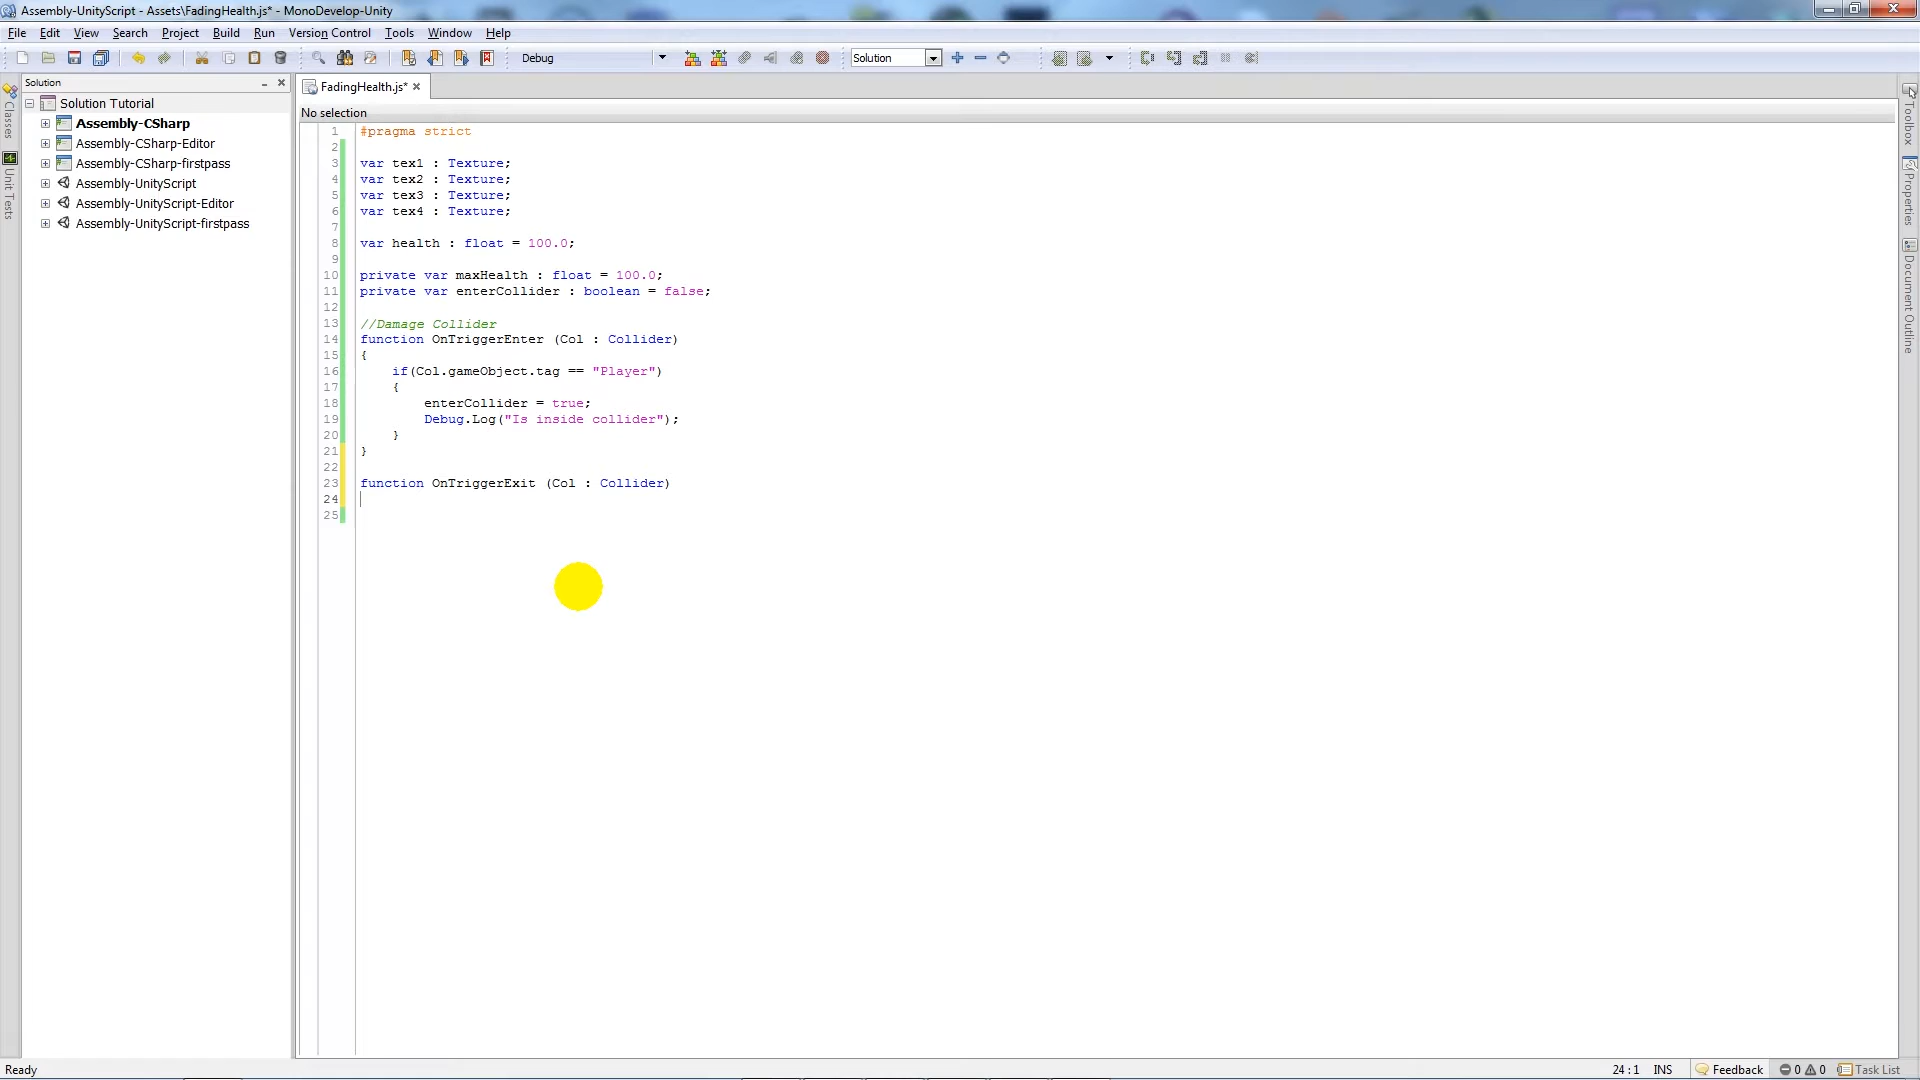 Assembly-UnityScript - Assets\FadingHealth.js* - MonoDevelop-Unity
File Edit View Search Project Build Run Version Control Tools Window Help
Debug Solution
Solution
FadingHealth.js*
No selection
Classes
Unit Tests
Solution Tutorial
Assembly-CSharp
Assembly-CSharp-Editor
Assembly-CSharp-firstpass
Assembly-UnityScript
Assembly-UnityScript-Editor
Assembly-UnityScript-firstpass
1 #pragma strict
2
3 var tex1 : Texture;
4 var tex2 : Texture;
5 var tex3 : Texture;
6 var tex4 : Texture;
7
8 var health : float = 100.0;
9
10 private var maxHealth : float = 100.0;
11 private var enterCollider : boolean = false;
12
13 //Damage Collider
14 function OnTriggerEnter (Col : Collider)
15 {
16 if(Col.gameObject.tag == "Player")
17 {
18 enterCollider = true;
19 Debug.Log("Is inside collider");
20 }
21 }
22
23 function OnTriggerExit (Col : Collider)
24
25
Toolbox
Properties
Document Outline
Ready 24 : 1 INS Feedback 0 0 Task List